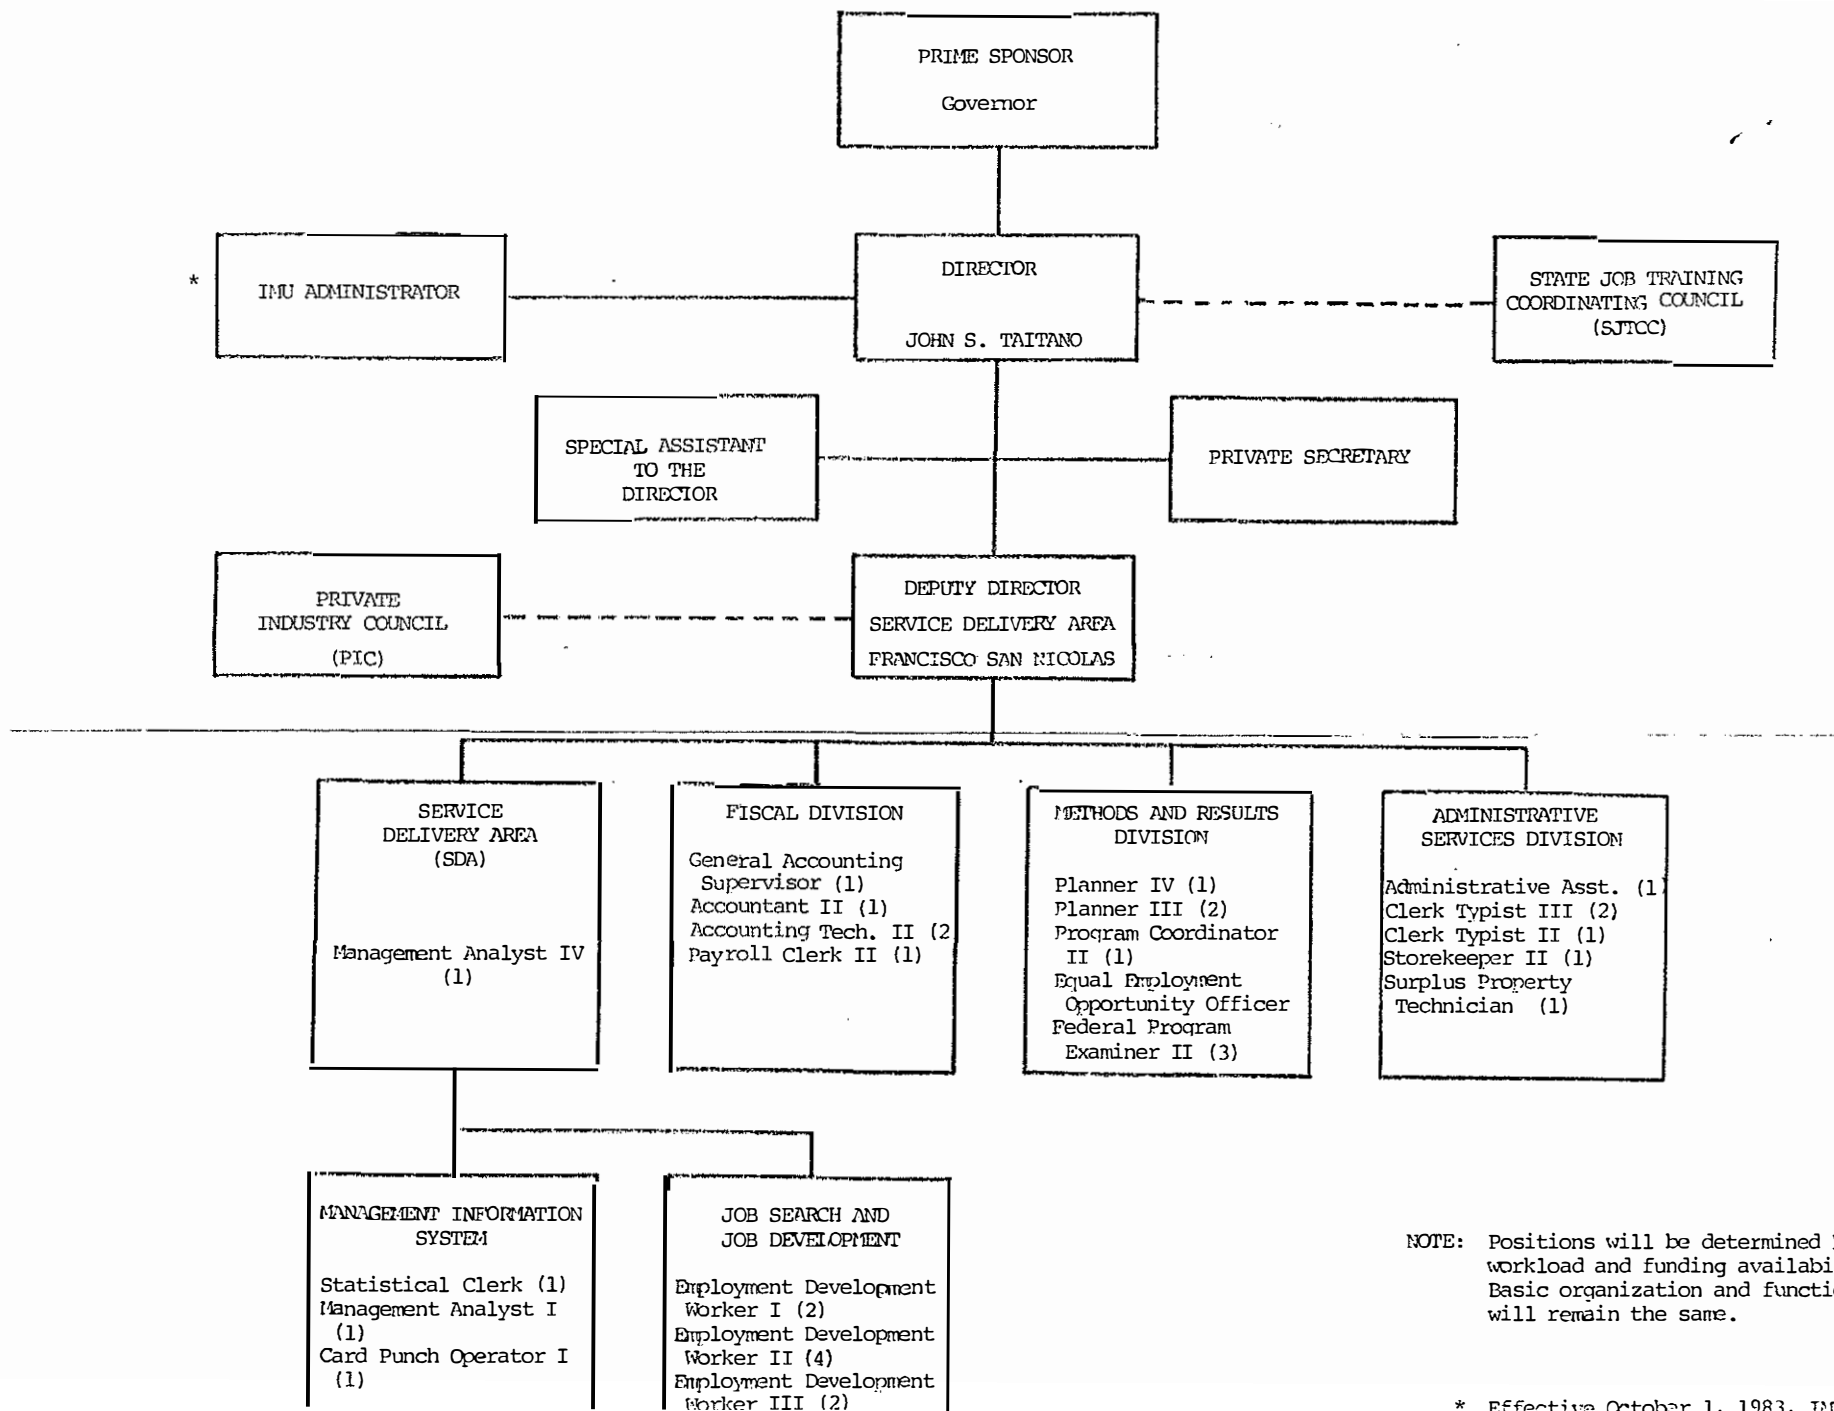 PRIME SPONSOR
Governor
*
IMU ADMINISTRATOR
DIRECTOR
JOHN S. TAITANO
STATE JOB TRAINING
COORDINATING COUNCIL
(SJTCC)
SPECIAL ASSISTANT
TO THE
DIRECTOR
PRIVATE SECRETARY
PRIVATE
INDUSTRY COUNCIL
(PIC)
DEPUTY DIRECTOR
SERVICE DELIVERY AREA
FRANCISCO SAN NICOLAS
SERVICE
DELIVERY AREA
(SDA)
Management Analyst IV
(1)
FISCAL DIVISION
General Accounting
Supervisor (1)
Accountant II (1)
Accounting Tech. II (2
Payroll Clerk II (1)
METHODS AND RESULTS
DIVISION
Planner IV (1)
Planner III (2)
Program Coordinator
II (1)
Equal Employment
Opportunity Officer
Federal Program
Examiner II (3)
ADMINISTRATIVE
SERVICES DIVISION
Administrative Asst. (1)
Clerk Typist III (2)
Clerk Typist II (1)
Storekeeper II (1)
Surplus Property
Technician (1)
MANAGEMENT INFORMATION
SYSTEM
Statistical Clerk (1)
Management Analyst I
(1)
Card Punch Operator I
(1)
JOB SEARCH AND
JOB DEVELOPMENT
Employment Development
Worker I (2)
Employment Development
Worker II (4)
Employment Development
Worker III (2)
NOTE: Positions will be determined
workload and funding availabi
Basic organization and functi
will remain the same.
* Effective October 1, 1983,